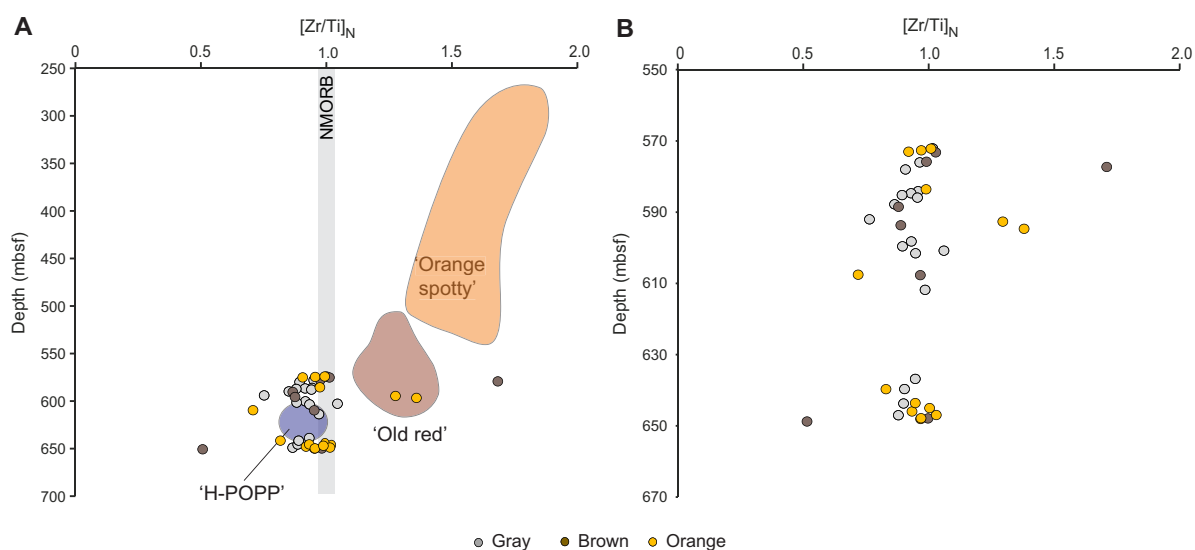 A
[Zr/Ti]N
0 0.5 1.0 1.5 2.0
Depth (mbsf)
250
300
350
400
450
500
550
600
650
700
NMORB
‘Orange
spotty’
‘Old red’
‘H-POPP’
B
[Zr/Ti]N
0 0.5 1.0 1.5 2.0
Depth (mbsf)
550
570
590
610
630
650
670
Gray Brown Orange